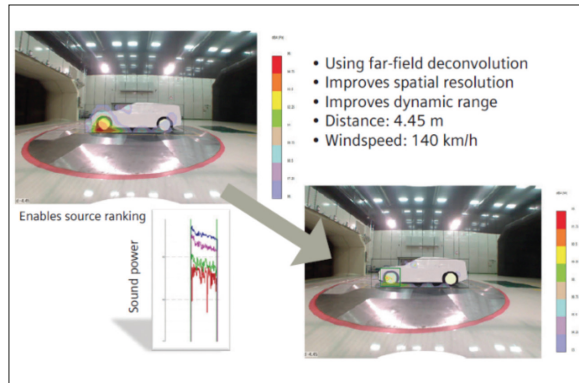 • Using far-field deconvolution
• Improves spatial resolution
• Improves dynamic range
• Distance: 4.45 m
• Windspeed: 140 km/h
Enables source ranking
Sound power